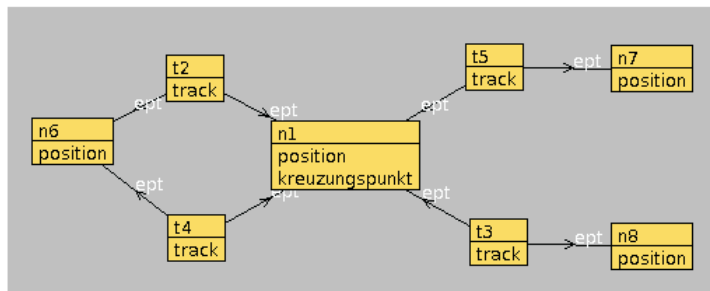 t2
track
ept
ept
n6
position
ept
t4
track
ept
n1
position
kreuzungspunkt
t5
track
ept
ept
n7
position
ept
t3
track
ept
n8
position